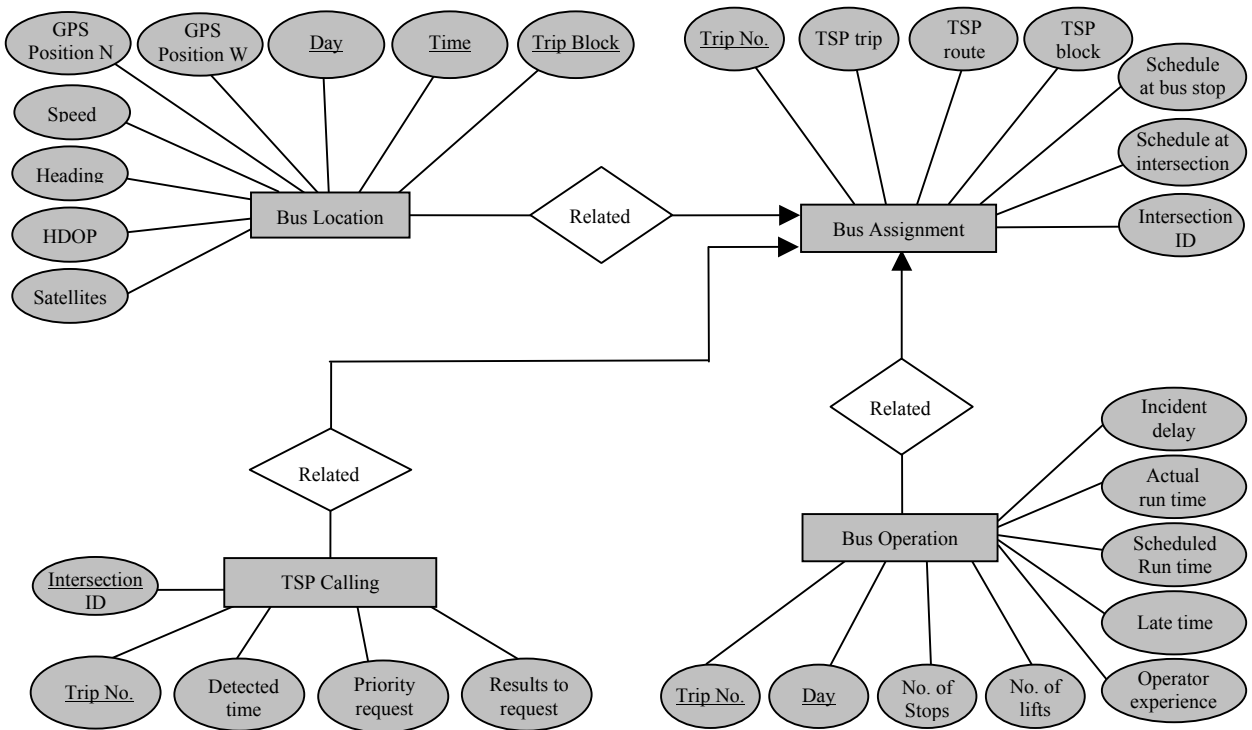 GPS
Position N
GPS
Position W
Day
Time
Trip Block
Trip No.
TSP trip
TSP
route
TSP
block
Schedule
at bus stop
Speed
Heading
HDOP
Satellites
Bus Location
Related
Bus Assignment
Schedule at
intersection
Intersection
ID
Related
Related
Incident
delay
Actual
run time
Scheduled
Run time
Late time
Operator
experience
Bus Operation
Intersection
ID
TSP Calling
Trip No.
Detected
time
Priority
request
Results to
request
Trip No.
Day
No. of
Stops
No. of
lifts